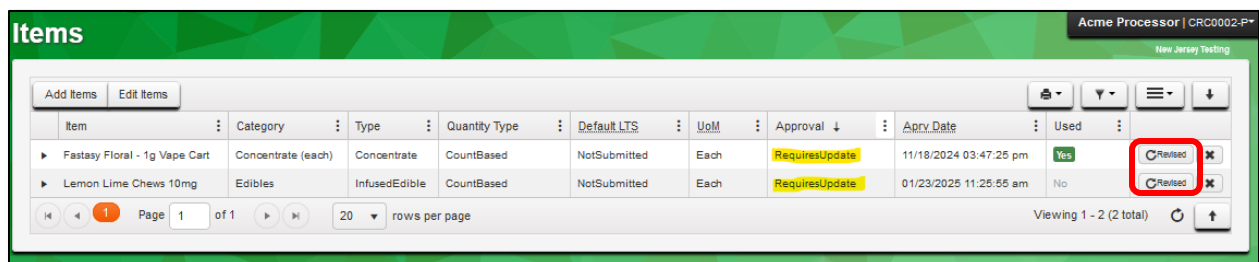 Items
Acme Processor | CRC0002-P
New Jersey Testing
Add Items Edit Items
Item Category Type Quantity Type Default LTS UoM Approval ↓ Aprv Date Used
Fastasy Floral - 1g Vape Cart Concentrate (each) Concentrate CountBased NotSubmitted Each RequiresUpdate 11/18/2024 03:47:25 pm Yes Revised
Lemon Lime Chews 10mg Edibles InfusedEdible CountBased NotSubmitted Each RequiresUpdate 01/23/2025 11:25:55 am No Revised
1 Page 1 of 1 20 rows per page Viewing 1 - 2 (2 total)